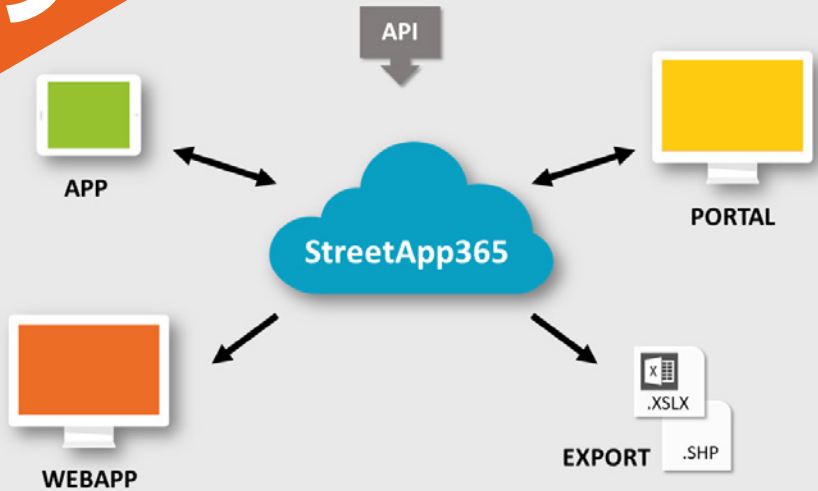 API
APP
PORTAL
StreetApp365
X
.XSLX
.SHP
EXPORT
WEBAPP